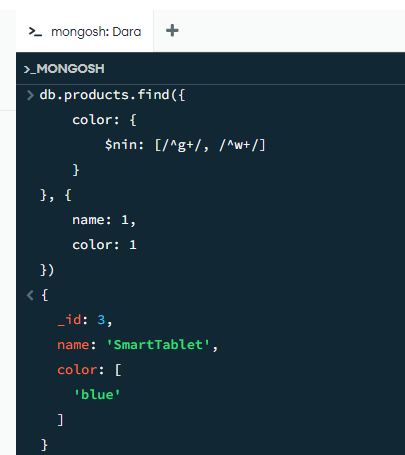 >_ mongosh: Dara +
>_MONGOSH
> db.products.find({
color: {
$nin: [/^g+/, /^w+/]
}
}, {
name: 1,
color: 1
})
< {
_id: 3,
name: 'SmartTablet',
color: [
'blue'
]
}